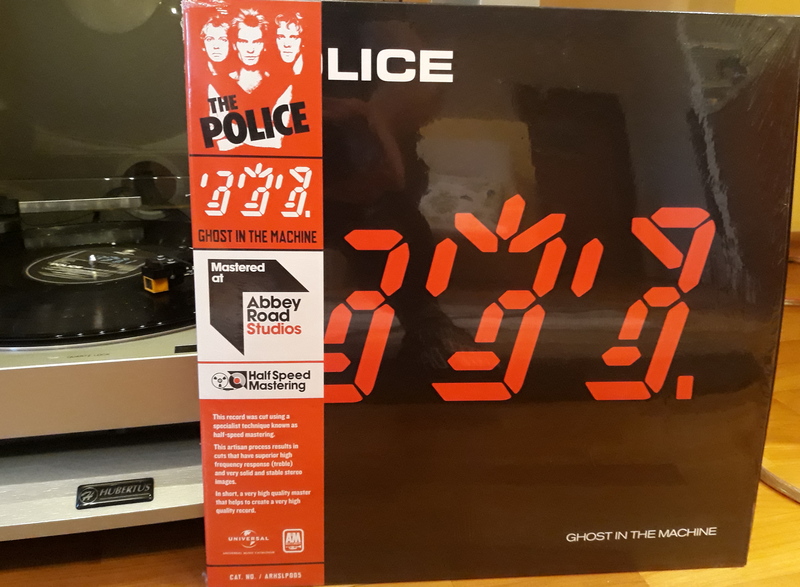 THE
POLICE
LICE
GHOST IN THE MACHINE
Mastered
at
Abbey
Road
Studios
Half Speed
Mastering
This record was cut using a
specialist technique known as
half-speed mastering.
This artisan process results in
cuts that have superior high
frequency response (treble)
and very solid and stable stereo
images.
In short, a very high quality master
that helps to create a very high
quality record.
UNIVERSAL
A&M
CAT. NO. / ARHSLP005
GHOST IN THE MACHINE
HUBERTUS